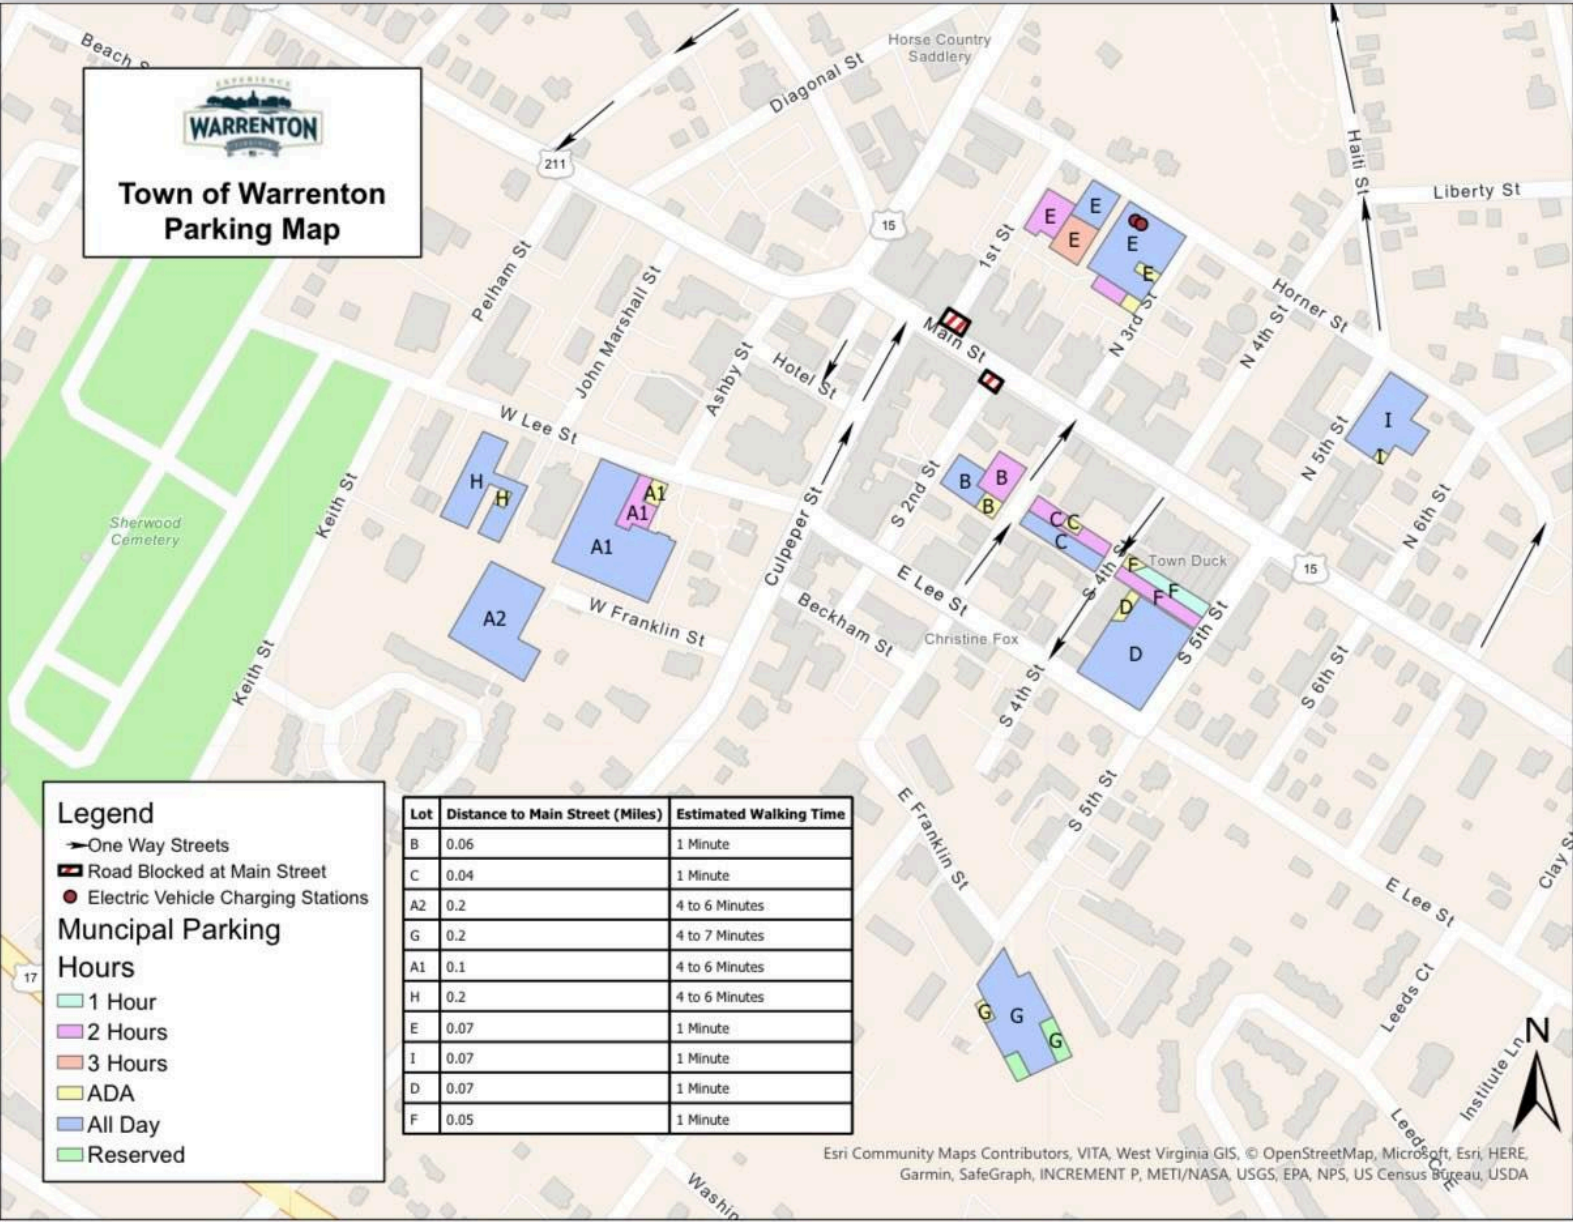 Beach S
EXPERIENCE
WARRENTON
VIRGINIA
Town of Warrenton
Parking Map
211
15
Horse Country
Saddlery
Diagonal St
Haiti St
Liberty St
Pelham St
John Marshall St
Ashby St
Hotel St
1st St
Main St
N 3rd St
N 4th St
Horner St
E
E
E
E
E
W Lee St
Keith St
Sherwood
Cemetery
Culpeper St
S 2nd St
N 5th St
N 6th St
I
I
H
H
A1
A1
A1
A2
B
B
B
C
C
C
S 4th St
Town Duck
15
F
F
F
D
D
S 5th St
E Lee St
W Franklin St
Beckham St
Christine Fox
Keith St
S 4th St
S 6th St
S 5th St
E Franklin St
E Lee St
Clay St
Leeds Ct
Institute Ln
G
G
G
N
17
Legend
One Way Streets
Road Blocked at Main Street
Electric Vehicle Charging Stations
Muncipal Parking
Hours
1 Hour
2 Hours
3 Hours
ADA
All Day
Reserved
Lot Distance to Main Street (Miles) Estimated Walking Time
B 0.06 1 Minute
C 0.04 1 Minute
A2 0.2 4 to 6 Minutes
G 0.2 4 to 7 Minutes
A1 0.1 4 to 6 Minutes
H 0.2 4 to 6 Minutes
E 0.07 1 Minute
I 0.07 1 Minute
D 0.07 1 Minute
F 0.05 1 Minute
Washin
Leeds C
Esri Community Maps Contributors, VITA, West Virginia GIS, © OpenStreetMap, Microsoft, Esri, HERE,
Garmin, SafeGraph, INCREMENT P, METI/NASA, USGS, EPA, NPS, US Census Bureau, USDA